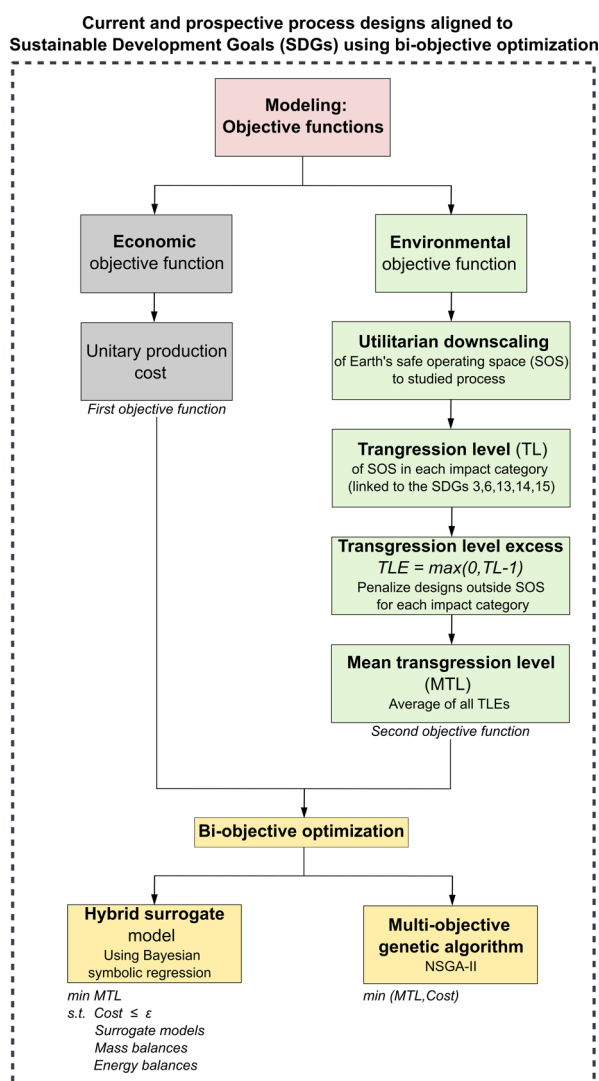 Current and prospective process designs aligned to
Sustainable Development Goals (SDGs) using bi-objective optimization
Modeling:
Objective functions
Economic
objective function
Environmental
objective function
Unitary production
cost
First objective function
Utilitarian downscaling
of Earth's safe operating space (SOS)
to studied process
Trangression level (TL)
of SOS in each impact category
(linked to the SDGs 3,6,13,14,15)
Transgression level excess
TLE = max(0,TL-1)
Penalize designs outside SOS
for each impact category
Mean transgression level
(MTL)
Average of all TLEs
Second objective function
Bi-objective optimization
Hybrid surrogate
model
Using Bayesian
symbolic regression
min MTL
s.t. Cost ≤ ε
Surrogate models
Mass balances
Energy balances
Multi-objective
genetic algorithm
NSGA-II
min (MTL,Cost)